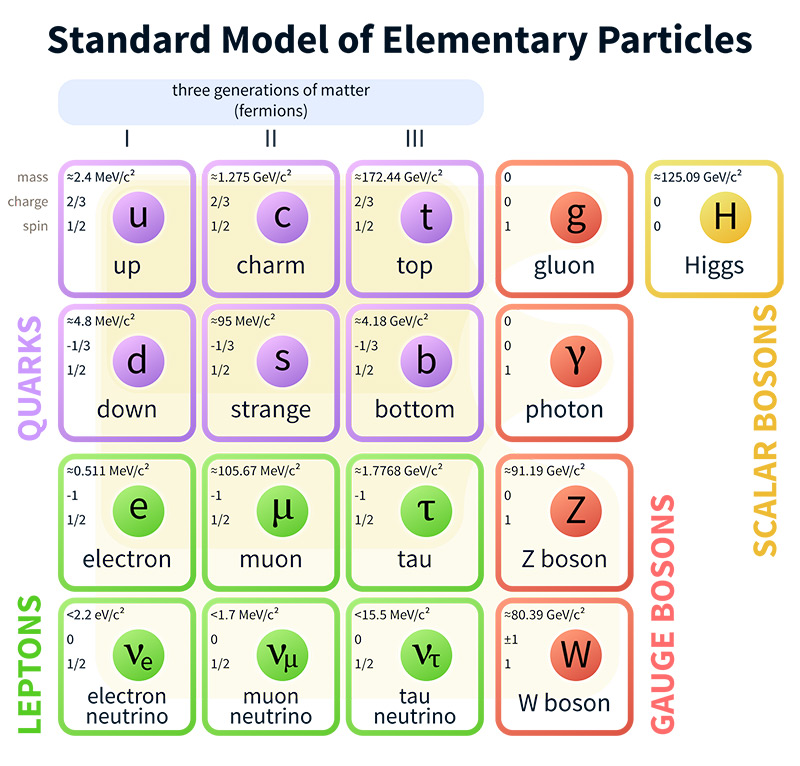 Standard Model of Elementary Particles
three generations of matter
(fermions)
I
II
III
mass
charge
spin
≈2.4 MeV/c²
2/3
1/2
u
up
≈1.275 GeV/c²
2/3
1/2
c
charm
≈172.44 GeV/c²
2/3
1/2
t
top
0
0
1
g
gluon
≈125.09 GeV/c²
0
0
H
Higgs
QUARKS
≈4.8 MeV/c²
-1/3
1/2
d
down
≈95 MeV/c²
-1/3
1/2
s
strange
≈4.18 GeV/c²
-1/3
1/2
b
bottom
0
0
1
γ
photon
SCALAR BOSONS
≈0.511 MeV/c²
-1
1/2
e
electron
≈105.67 MeV/c²
-1
1/2
μ
muon
≈1.7768 GeV/c²
-1
1/2
τ
tau
≈91.19 GeV/c²
0
1
Z
Z boson
GAUGE BOSONS
LEPTONS
<2.2 eV/c²
0
1/2
νe
electron
neutrino
<1.7 MeV/c²
0
1/2
νμ
muon
neutrino
<15.5 MeV/c²
0
1/2
ντ
tau
neutrino
≈80.39 GeV/c²
±1
1
W
W boson